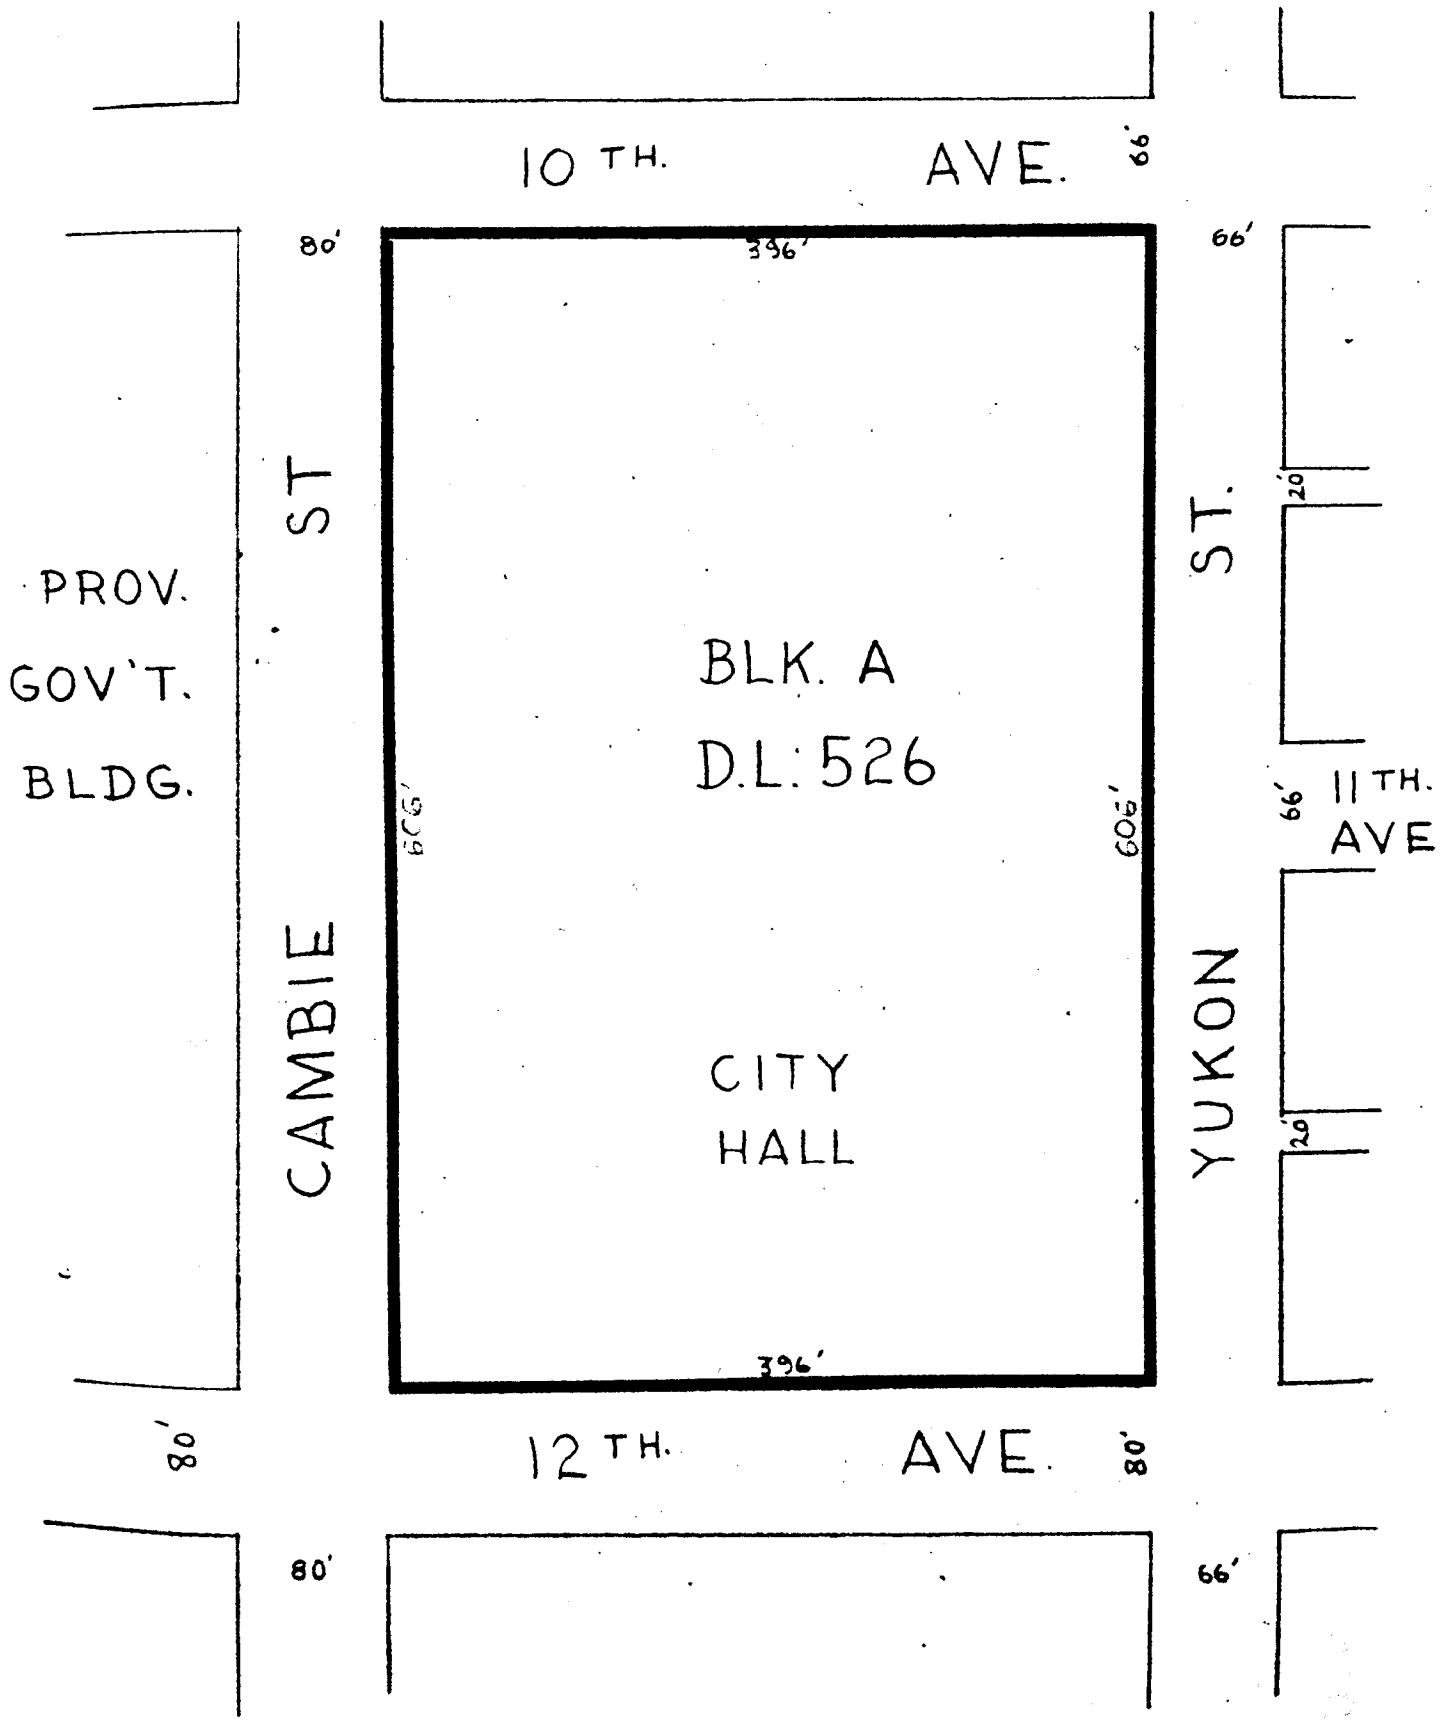 10 TH. AVE. 66'
80'
396'
66'
ST
ST.
20'
PROV.
GOV'T.
BLDG.
BLK. A
D.L. 526
606'
606'
66'
11 TH.
AVE
CAMBIE
YUKON
CITY
HALL
20'
396'
80'
12 TH. AVE. 80'
80'
66'